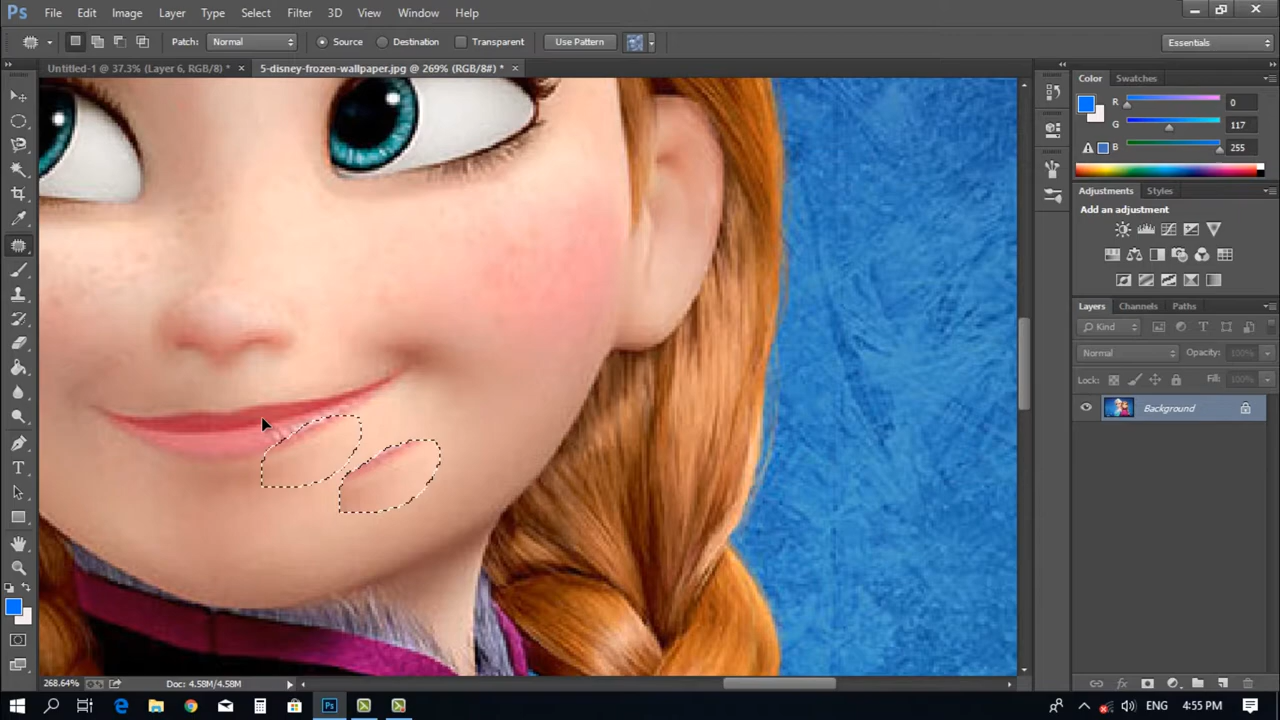 Ps File Edit Image Layer Type Select Filter 3D View Window Help
Patch: Normal Source Destination Transparent Use Pattern Essentials
Untitled-1 @ 37.3% (Layer 6, RGB/8) * × 5-disney-frozen-wallpaper.jpg @ 269% (RGB/8#) * ×
Color Swatches
R 0
G 117
B 255
Adjustments Styles
Add an adjustment
Layers Channels Paths
Kind
Normal Opacity: 100%
Lock: Fill: 100%
Background
268.64% Doc: 4.58M/4.58M
Ps ENG 4:55 PM